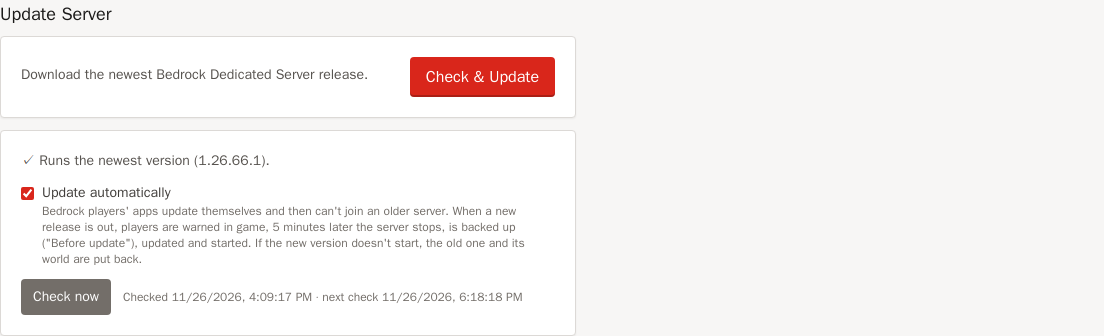 Update Server
Download the newest Bedrock Dedicated Server release.
Check & Update
✓ Runs the newest version (1.26.66.1).
Update automatically
Bedrock players' apps update themselves and then can't join an older server. When a new
release is out, players are warned in game, 5 minutes later the server stops, is backed up
("Before update"), updated and started. If the new version doesn't start, the old one and its
world are put back.
Check now
Checked 11/26/2026, 4:09:17 PM · next check 11/26/2026, 6:18:18 PM